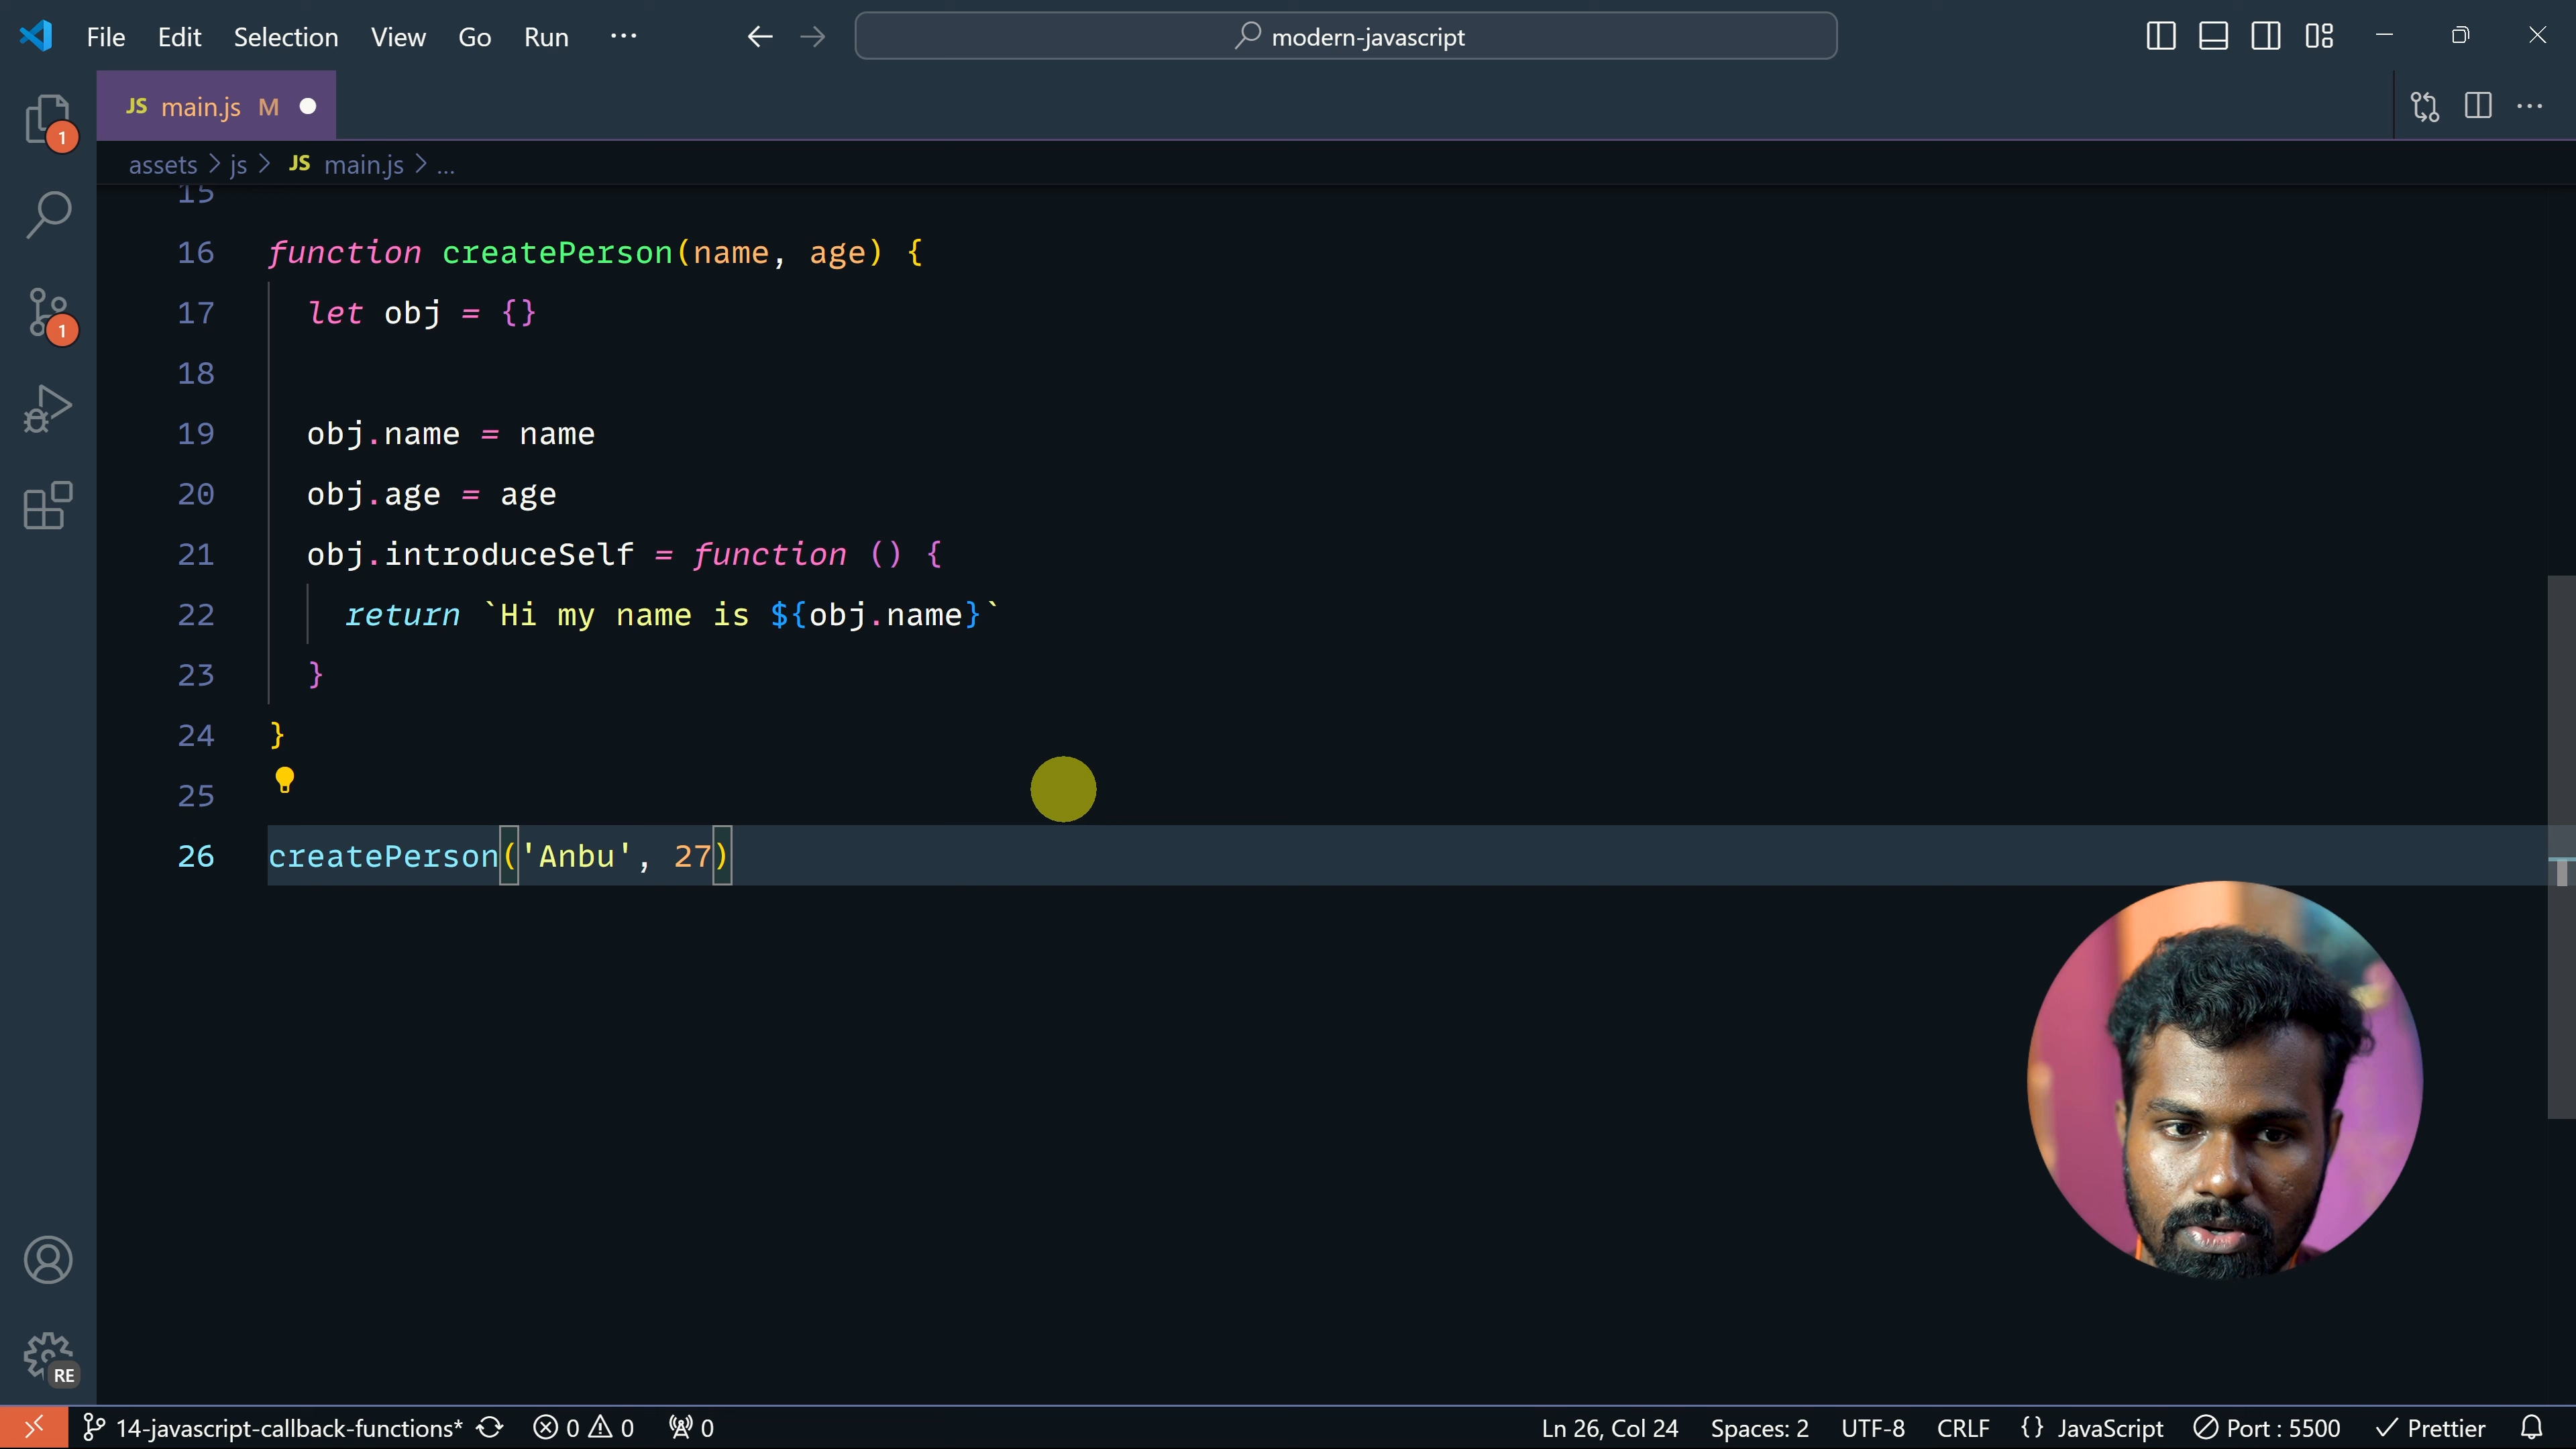 File Edit Selection View Go Run ··· modern-javascript
JS main.js M
1
assets > js > JS main.js > ...
15
16 function createPerson(name, age) {
17 let obj = {}
18
19 obj.name = name
20 obj.age = age
21 obj.introduceSelf = function () {
22 return `Hi my name is ${obj.name}`
23 }
24 }
25
26 createPerson('Anbu', 27)
1
RE
14-javascript-callback-functions* 0 0 0 Ln 26, Col 24 Spaces: 2 UTF-8 CRLF {} JavaScript Port : 5500 Prettier